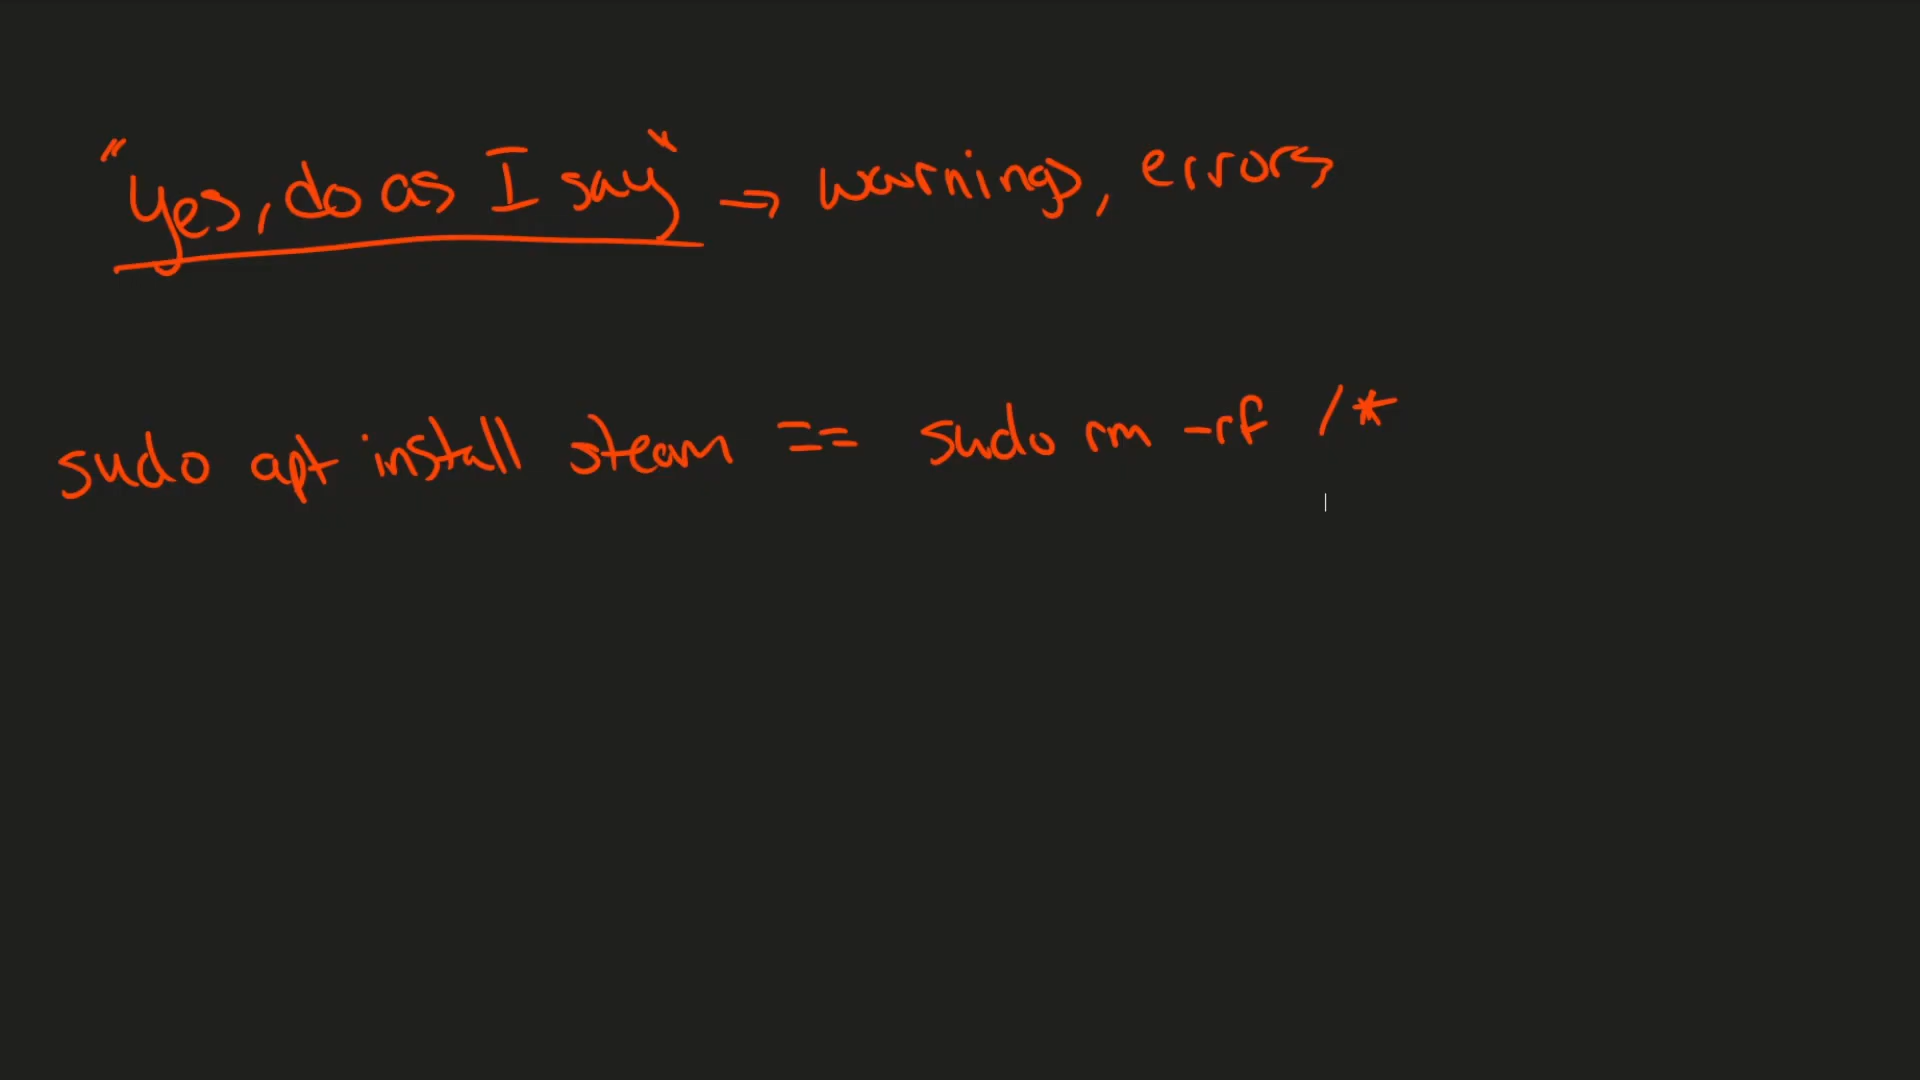 "Yes, do as I say" → warnings, errors
sudo apt install steam == sudo rm -rf /*